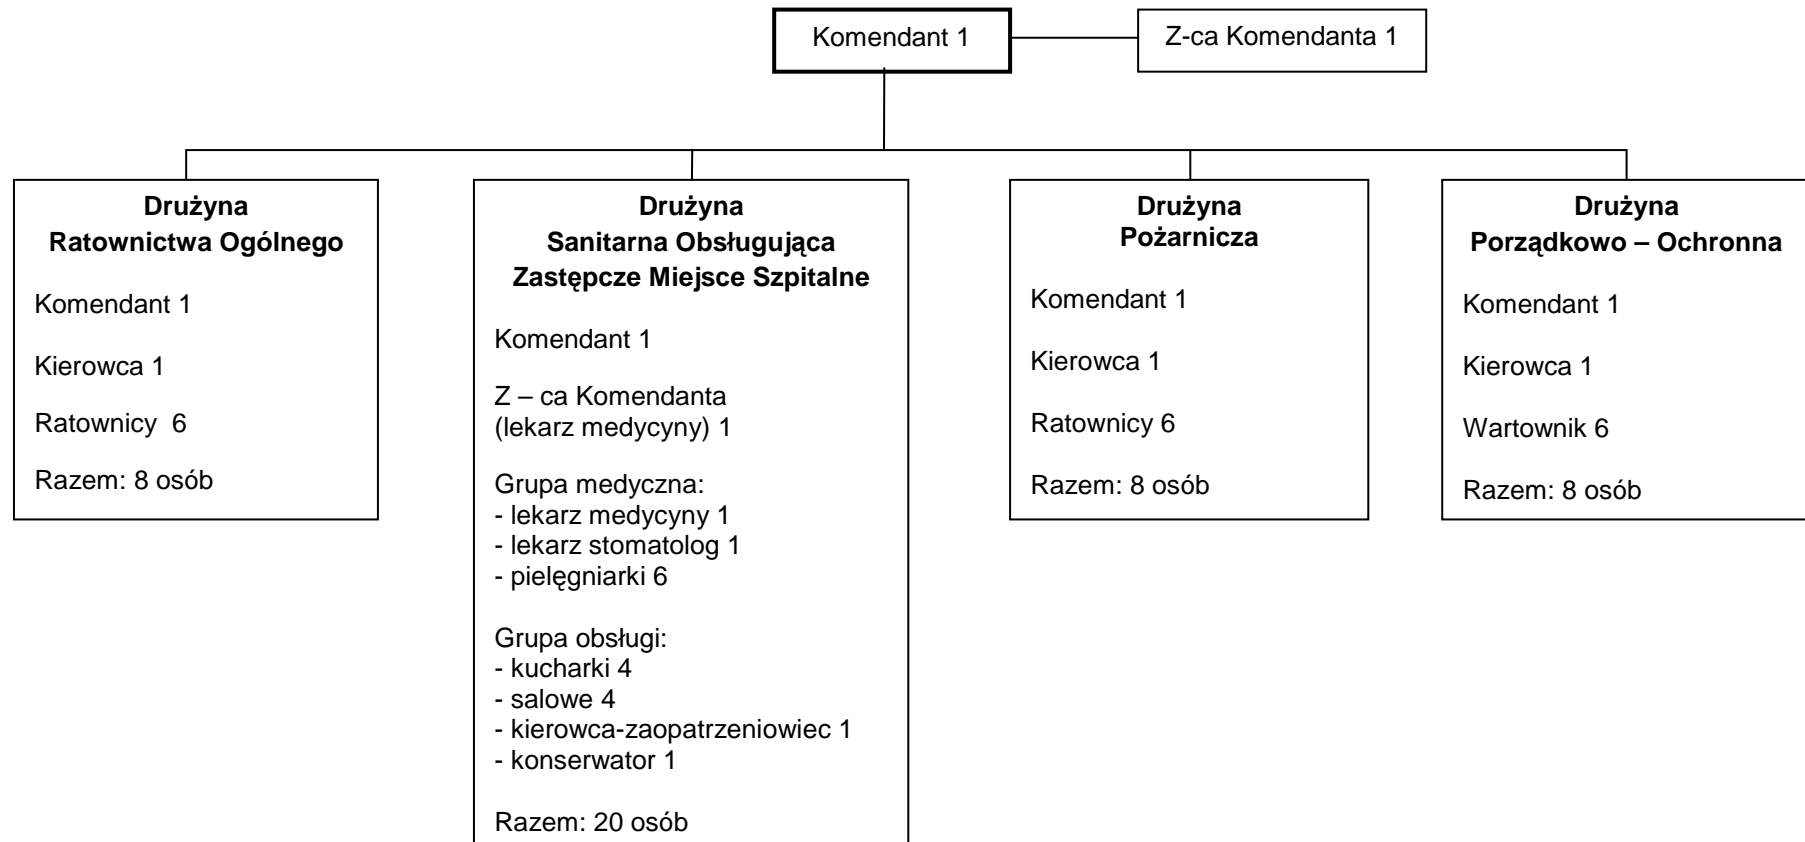 Komendant 1
Z-ca Komendanta 1
Drużyna
Ratownictwa Ogólnego
Komendant 1
Kierowca 1
Ratownicy  6
Razem: 8 osób
Drużyna
Sanitarna Obsługująca
Zastępcze Miejsce Szpitalne
Komendant 1
Z – ca Komendanta
(lekarz medycyny) 1
Grupa medyczna:
- lekarz medycyny 1
- lekarz stomatolog 1
- pielęgniarki 6
Grupa obsługi:
- kucharki 4
- salowe 4
- kierowca-zaopatrzeniowiec 1
- konserwator 1
Razem: 20 osób
Drużyna
Pożarnicza
Komendant 1
Kierowca 1
Ratownicy 6
Razem: 8 osób
Drużyna
Porządkowo – Ochronna
Komendant 1
Kierowca 1
Wartownik 6
Razem: 8 osób